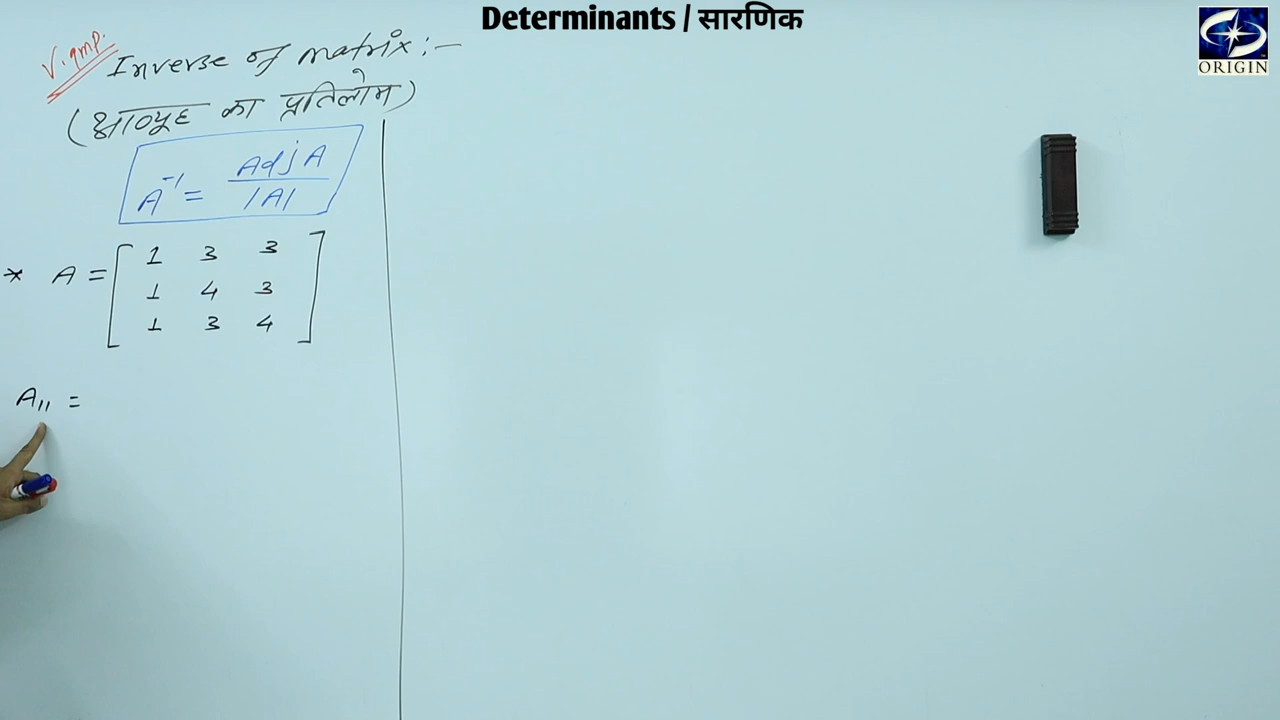 Determinants / सारणिक
ORIGIN
V.Imp.
Inverse of matrix :-
(आव्यूह का प्रतिलोम)
A⁻¹ = Adj A / |A|
* A = [ 1 3 3
1 4 3
1 3 4 ]
A₁₁ =